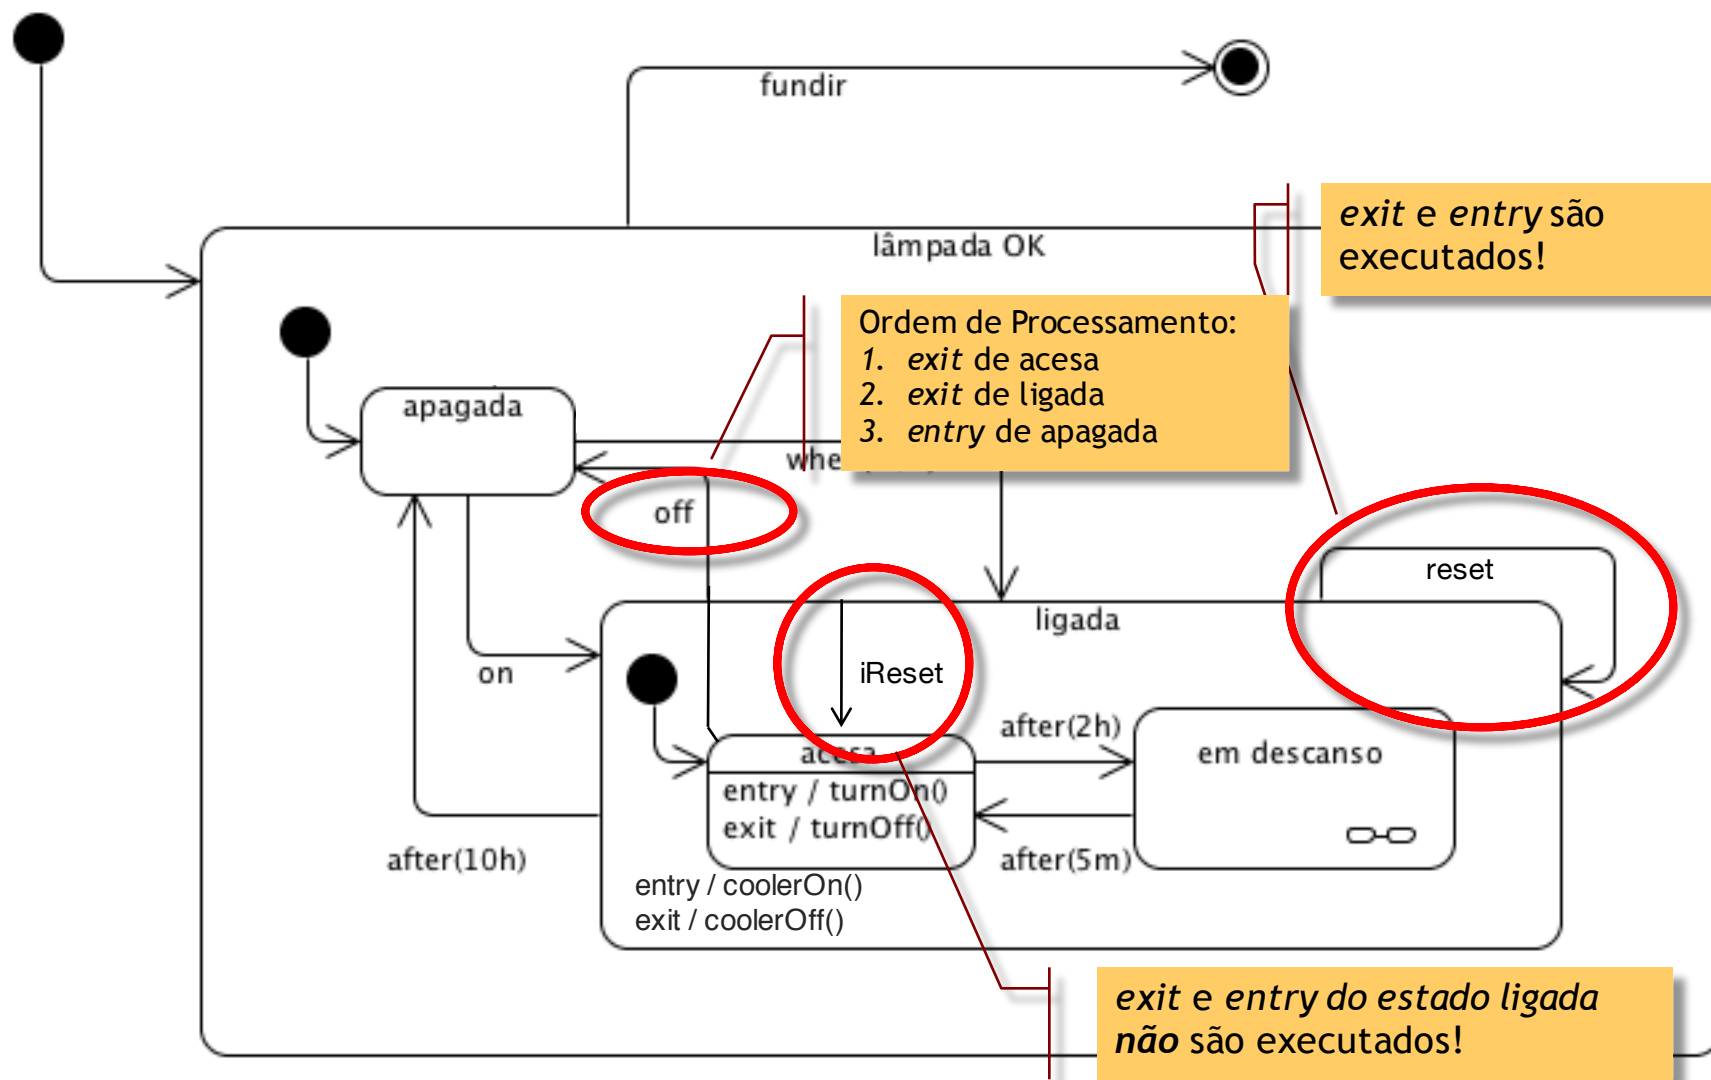 fundir
lâmpada OK
exit e entry são
executados!
Ordem de Processamento:
1. exit de acesa
2. exit de ligada
3. entry de apagada
apagada
off
reset
ligada
on
iReset
after(2h)
acesa
em descanso
entry / turnOn()
exit / turnOff()
after(10h)
after(5m)
entry / coolerOn()
exit / coolerOff()
exit e entry do estado ligada
não são executados!